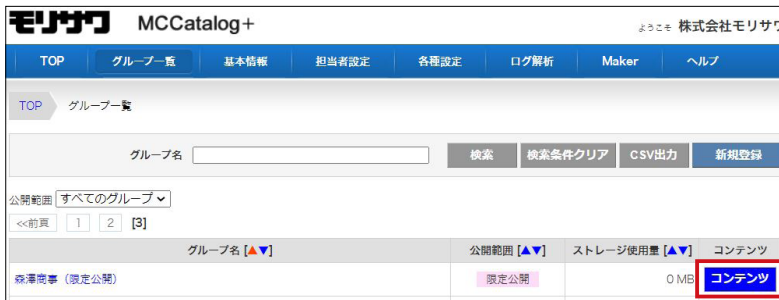 モリサワ MCCatalog+ ようこそ 株式会社モリサワ
TOP グループ一覧 基本情報 担当者設定 各種設定 ログ解析 Maker ヘルプ
TOP グループ一覧
グループ名 検索 検索条件クリア CSV出力 新規登録
公開範囲 すべてのグループ
<<前頁 1 2 [3]
グループ名 [▲▼] 公開範囲 [▲▼] ストレージ使用量 [▲▼] コンテンツ
森澤商事（限定公開） 限定公開 0 MB コンテンツ